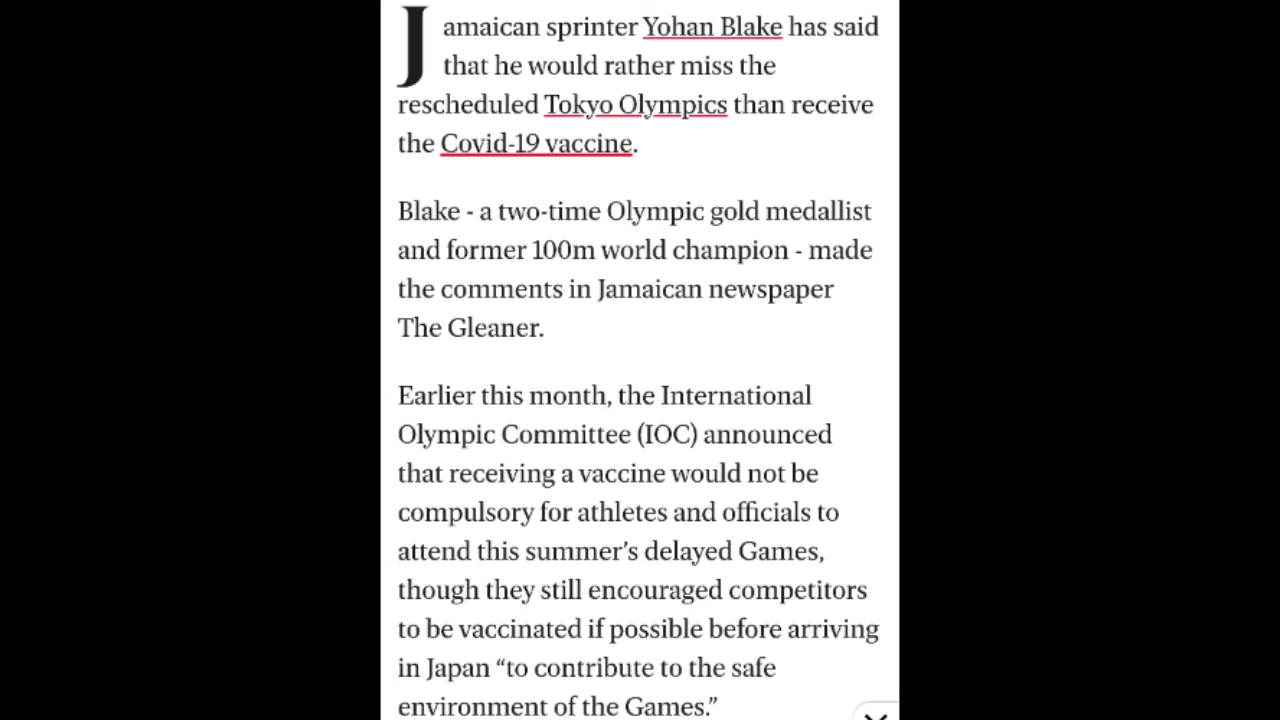 Jamaican sprinter Yohan Blake has said
that he would rather miss the
rescheduled Tokyo Olympics than receive
the Covid-19 vaccine.
Blake - a two-time Olympic gold medallist
and former 100m world champion - made
the comments in Jamaican newspaper
The Gleaner.
Earlier this month, the International
Olympic Committee (IOC) announced
that receiving a vaccine would not be
compulsory for athletes and officials to
attend this summer’s delayed Games,
though they still encouraged competitors
to be vaccinated if possible before arriving
in Japan “to contribute to the safe
environment of the Games.”